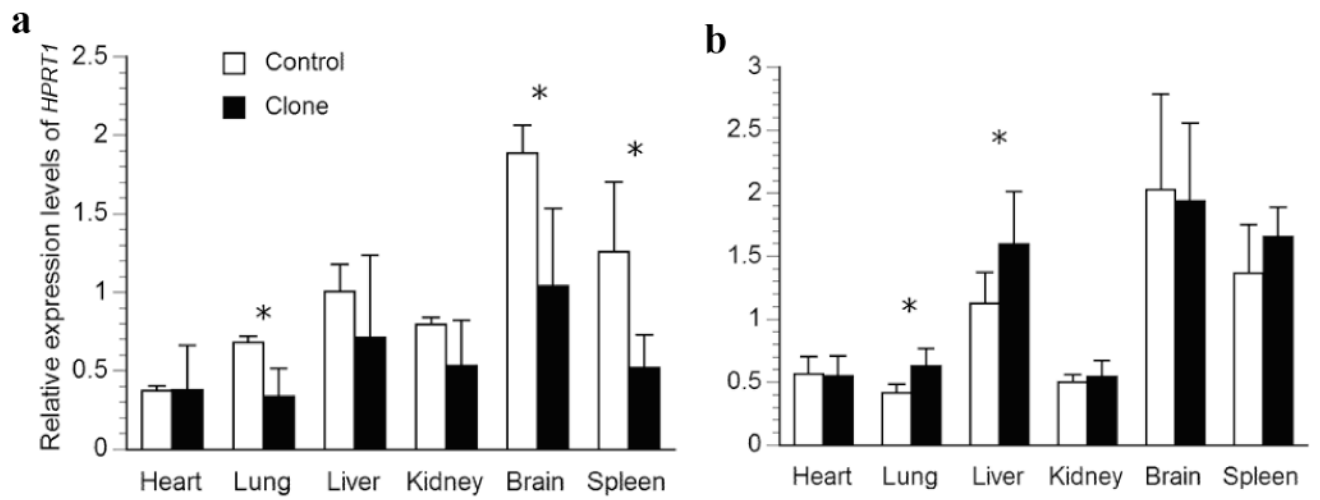 a
Relative expression levels of HPRT1
2.5
2
1.5
1
0.5
0
Control
Clone
*
*
*
Heart Lung Liver Kidney Brain Spleen
b
3
2.5
2
1.5
1
0.5
0
*
*
Heart Lung Liver Kidney Brain Spleen